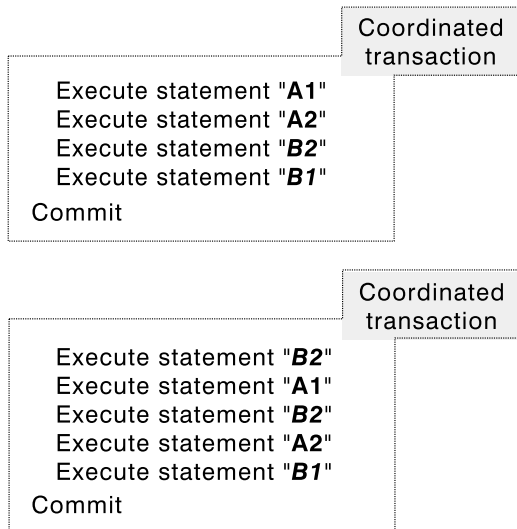 Coordinated
transaction
Execute statement "A1"
Execute statement "A2"
Execute statement "B2"
Execute statement "B1"
Commit
Coordinated
transaction
Execute statement "B2"
Execute statement "A1"
Execute statement "B2"
Execute statement "A2"
Execute statement "B1"
Commit